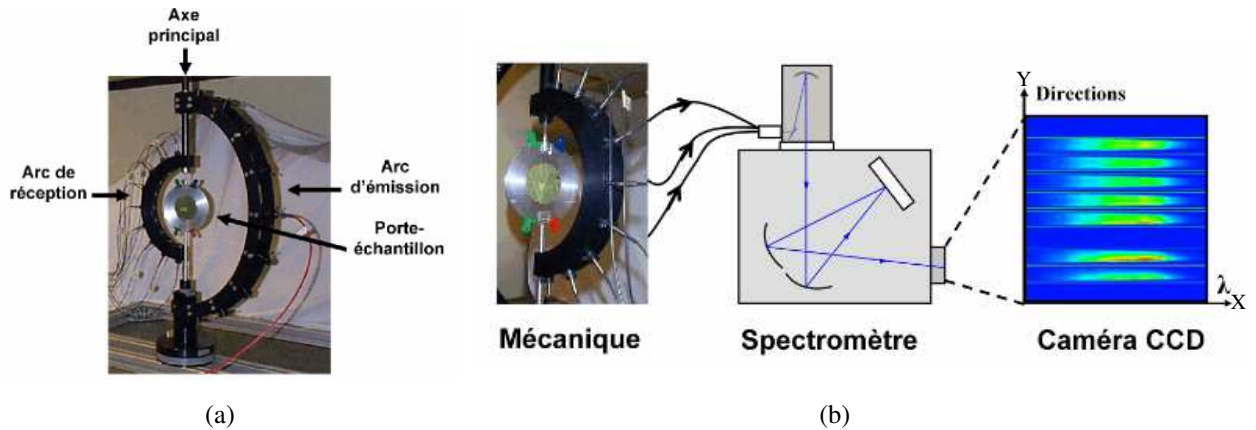 Axe
principal
Arc de
réception
Arc
d'émission
Porte-
échantillon
(a)
Y
Directions
λ
X
Mécanique
Spectromètre
Caméra CCD
(b)